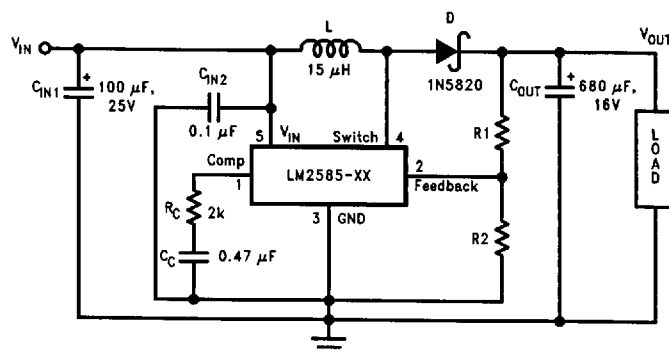 VIN
CIN1
+
100 μF,
25V
CIN2
0.1 μF
L
15 μH
D
1N5820
VOUT
COUT
+
680 μF,
16V
LOAD
R1
R2
5
VIN
Switch
4
Comp
1
LM2585-XX
2
Feedback
3
GND
RC
2k
CC
0.47 μF